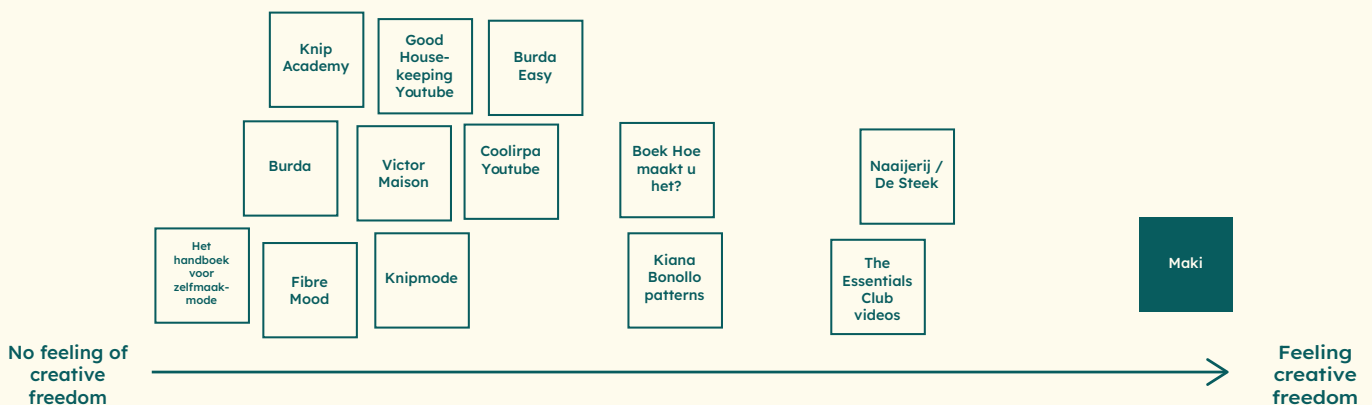 Knip
Academy
Good
House-
keeping
Youtube
Burda
Easy
Burda
Victor
Maison
Coolirpa
Youtube
Boek Hoe
maakt u
het?
Naaijerij /
De Steek
Het
handboek
voor
zelfmaak-
mode
Fibre
Mood
Knipmode
Kiana
Bonollo
patterns
The
Essentials
Club
videos
Maki
No feeling of
creative
freedom
Feeling
creative
freedom